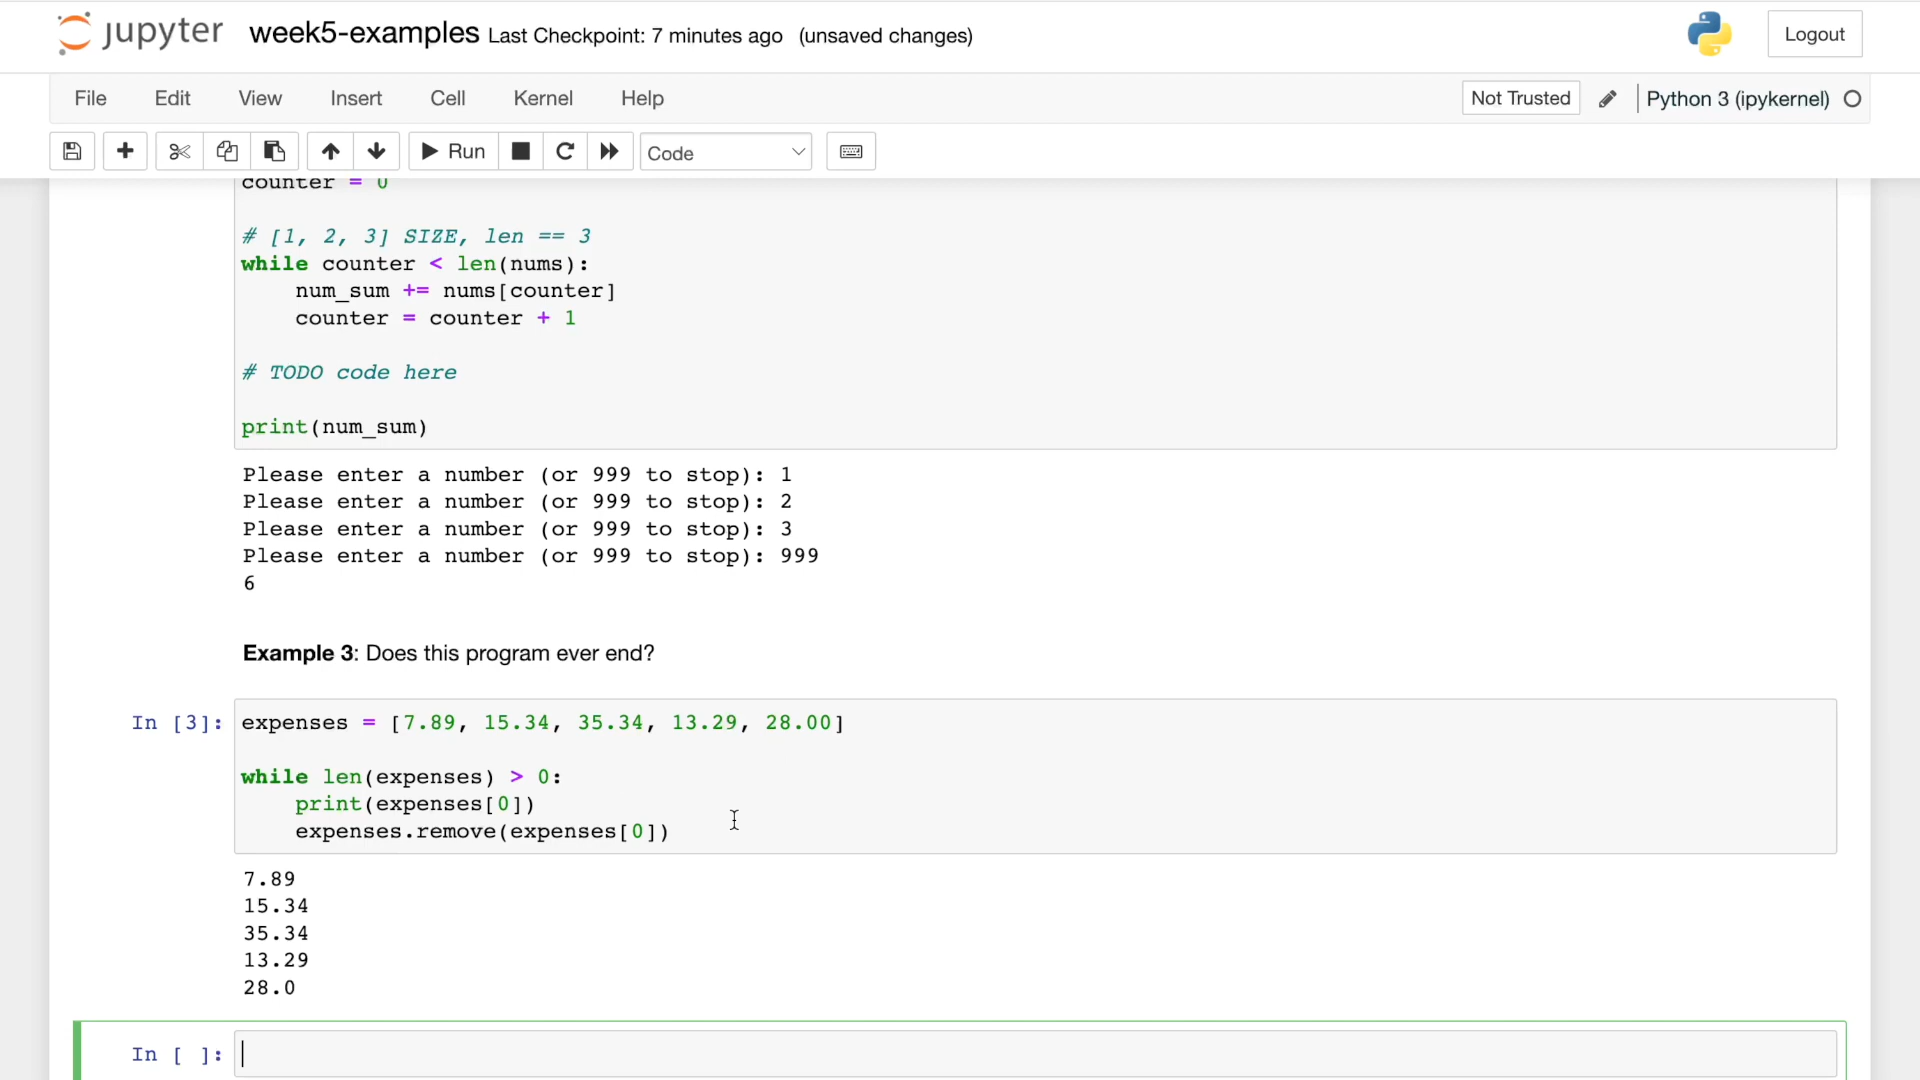 jupyter week5-examples Last Checkpoint: 7 minutes ago (unsaved changes) Logout
File Edit View Insert Cell Kernel Help Not Trusted Python 3 (ipykernel)
Run Code
counter = 0
# [1, 2, 3] SIZE, len == 3
while counter < len(nums):
    num_sum += nums[counter]
    counter = counter + 1
# TODO code here
print(num_sum)
Please enter a number (or 999 to stop): 1
Please enter a number (or 999 to stop): 2
Please enter a number (or 999 to stop): 3
Please enter a number (or 999 to stop): 999
6
Example 3: Does this program ever end?
In [3]: expenses = [7.89, 15.34, 35.34, 13.29, 28.00]
while len(expenses) > 0:
    print(expenses[0])
    expenses.remove(expenses[0])
7.89
15.34
35.34
13.29
28.0
In [ ]: